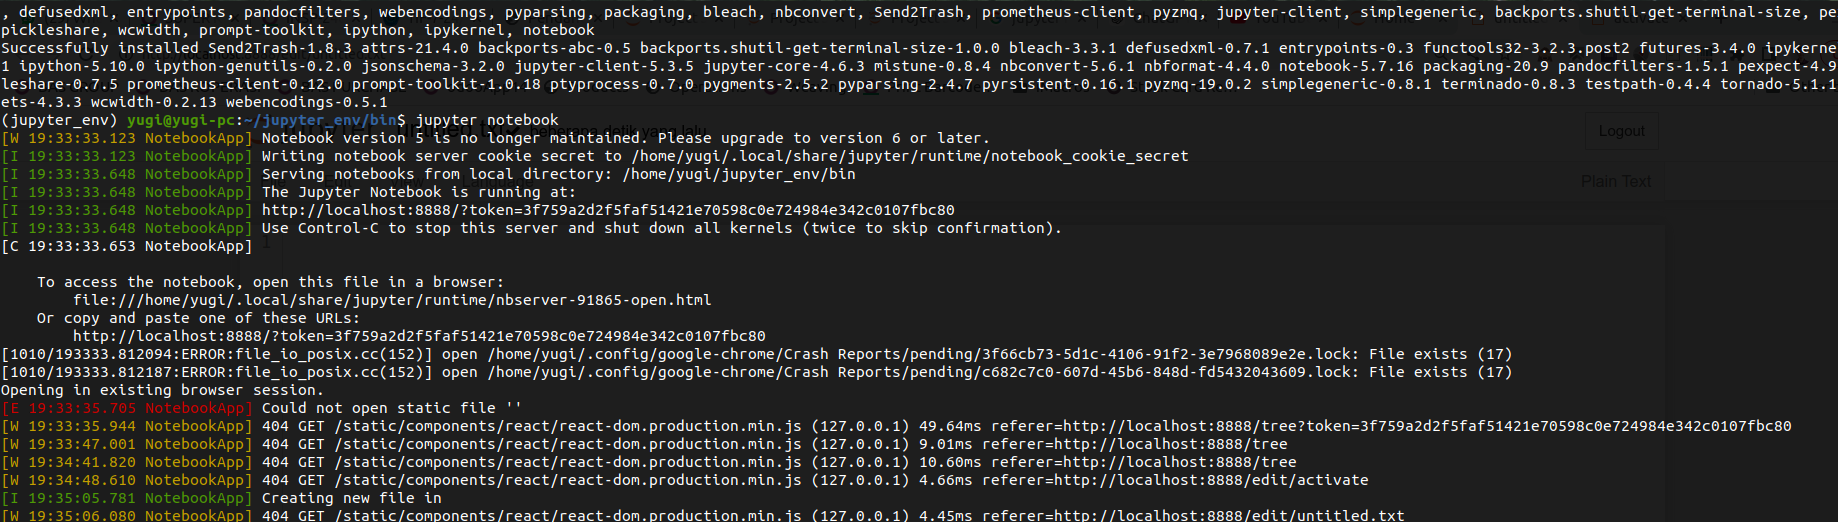 , defusedxml, entrypoints, pandocfilters, webencodings, pyparsing, packaging, bleach, nbconvert, Send2Trash, prometheus-client, pyzmq, jupyter-client, simplegeneric, backports.shutil-get-terminal-size, pe
pickleshare, wcwidth, prompt-toolkit, ipython, ipykernel, notebook
Successfully installed Send2Trash-1.8.3 attrs-21.4.0 backports-abc-0.5 backports.shutil-get-terminal-size-1.0.0 bleach-3.3.1 defusedxml-0.7.1 entrypoints-0.3 functools32-3.2.3.post2 futures-3.4.0 ipykerne
1 ipython-5.10.0 ipython-genutils-0.2.0 jsonschema-3.2.0 jupyter-client-5.3.5 jupyter-core-4.6.3 mistune-0.8.4 nbconvert-5.6.1 nbformat-4.4.0 notebook-5.7.16 packaging-20.9 pandocfilters-1.5.1 pexpect-4.9
leshare-0.7.5 prometheus-client-0.12.0 prompt-toolkit-1.0.18 ptyprocess-0.7.0 pygments-2.5.2 pyparsing-2.4.7 pyrsistent-0.16.1 pyzmq-19.0.2 simplegeneric-0.8.1 terminado-0.8.3 testpath-0.4.4 tornado-5.1.1
ets-4.3.3 wcwidth-0.2.13 webencodings-0.5.1
(jupyter_env) yugi@yugi-pc:~/jupyter_env/bin$ jupyter notebook
[W 19:33:33.123 NotebookApp] Notebook version 5 is no longer maintained. Please upgrade to version 6 or later.
[I 19:33:33.123 NotebookApp] Writing notebook server cookie secret to /home/yugi/.local/share/jupyter/runtime/notebook_cookie_secret
[I 19:33:33.648 NotebookApp] Serving notebooks from local directory: /home/yugi/jupyter_env/bin
[I 19:33:33.648 NotebookApp] The Jupyter Notebook is running at:
[I 19:33:33.648 NotebookApp] http://localhost:8888/?token=3f759a2d2f5faf51421e70598c0e724984e342c0107fbc80
[I 19:33:33.648 NotebookApp] Use Control-C to stop this server and shut down all kernels (twice to skip confirmation).
[C 19:33:33.653 NotebookApp]
To access the notebook, open this file in a browser:
file:///home/yugi/.local/share/jupyter/runtime/nbserver-91865-open.html
Or copy and paste one of these URLs:
http://localhost:8888/?token=3f759a2d2f5faf51421e70598c0e724984e342c0107fbc80
[1010/193333.812094:ERROR:file_io_posix.cc(152)] open /home/yugi/.config/google-chrome/Crash Reports/pending/3f66cb73-5d1c-4106-91f2-3e7968089e2e.lock: File exists (17)
[1010/193333.812187:ERROR:file_io_posix.cc(152)] open /home/yugi/.config/google-chrome/Crash Reports/pending/c682c7c0-607d-45b6-848d-fd5432043609.lock: File exists (17)
Opening in existing browser session.
[E 19:33:35.705 NotebookApp] Could not open static file ''
[W 19:33:35.944 NotebookApp] 404 GET /static/components/react/react-dom.production.min.js (127.0.0.1) 49.64ms referer=http://localhost:8888/tree?token=3f759a2d2f5faf51421e70598c0e724984e342c0107fbc80
[W 19:33:47.001 NotebookApp] 404 GET /static/components/react/react-dom.production.min.js (127.0.0.1) 9.01ms referer=http://localhost:8888/tree
[W 19:34:41.820 NotebookApp] 404 GET /static/components/react/react-dom.production.min.js (127.0.0.1) 10.60ms referer=http://localhost:8888/tree
[W 19:34:48.610 NotebookApp] 404 GET /static/components/react/react-dom.production.min.js (127.0.0.1) 4.66ms referer=http://localhost:8888/edit/activate
[I 19:35:05.781 NotebookApp] Creating new file in
[W 19:35:06.080 NotebookApp] 404 GET /static/components/react/react-dom.production.min.js (127.0.0.1) 4.45ms referer=http://localhost:8888/edit/untitled.txt
untitled.txt beberapa detik yang lalu
Logout
Plain Text